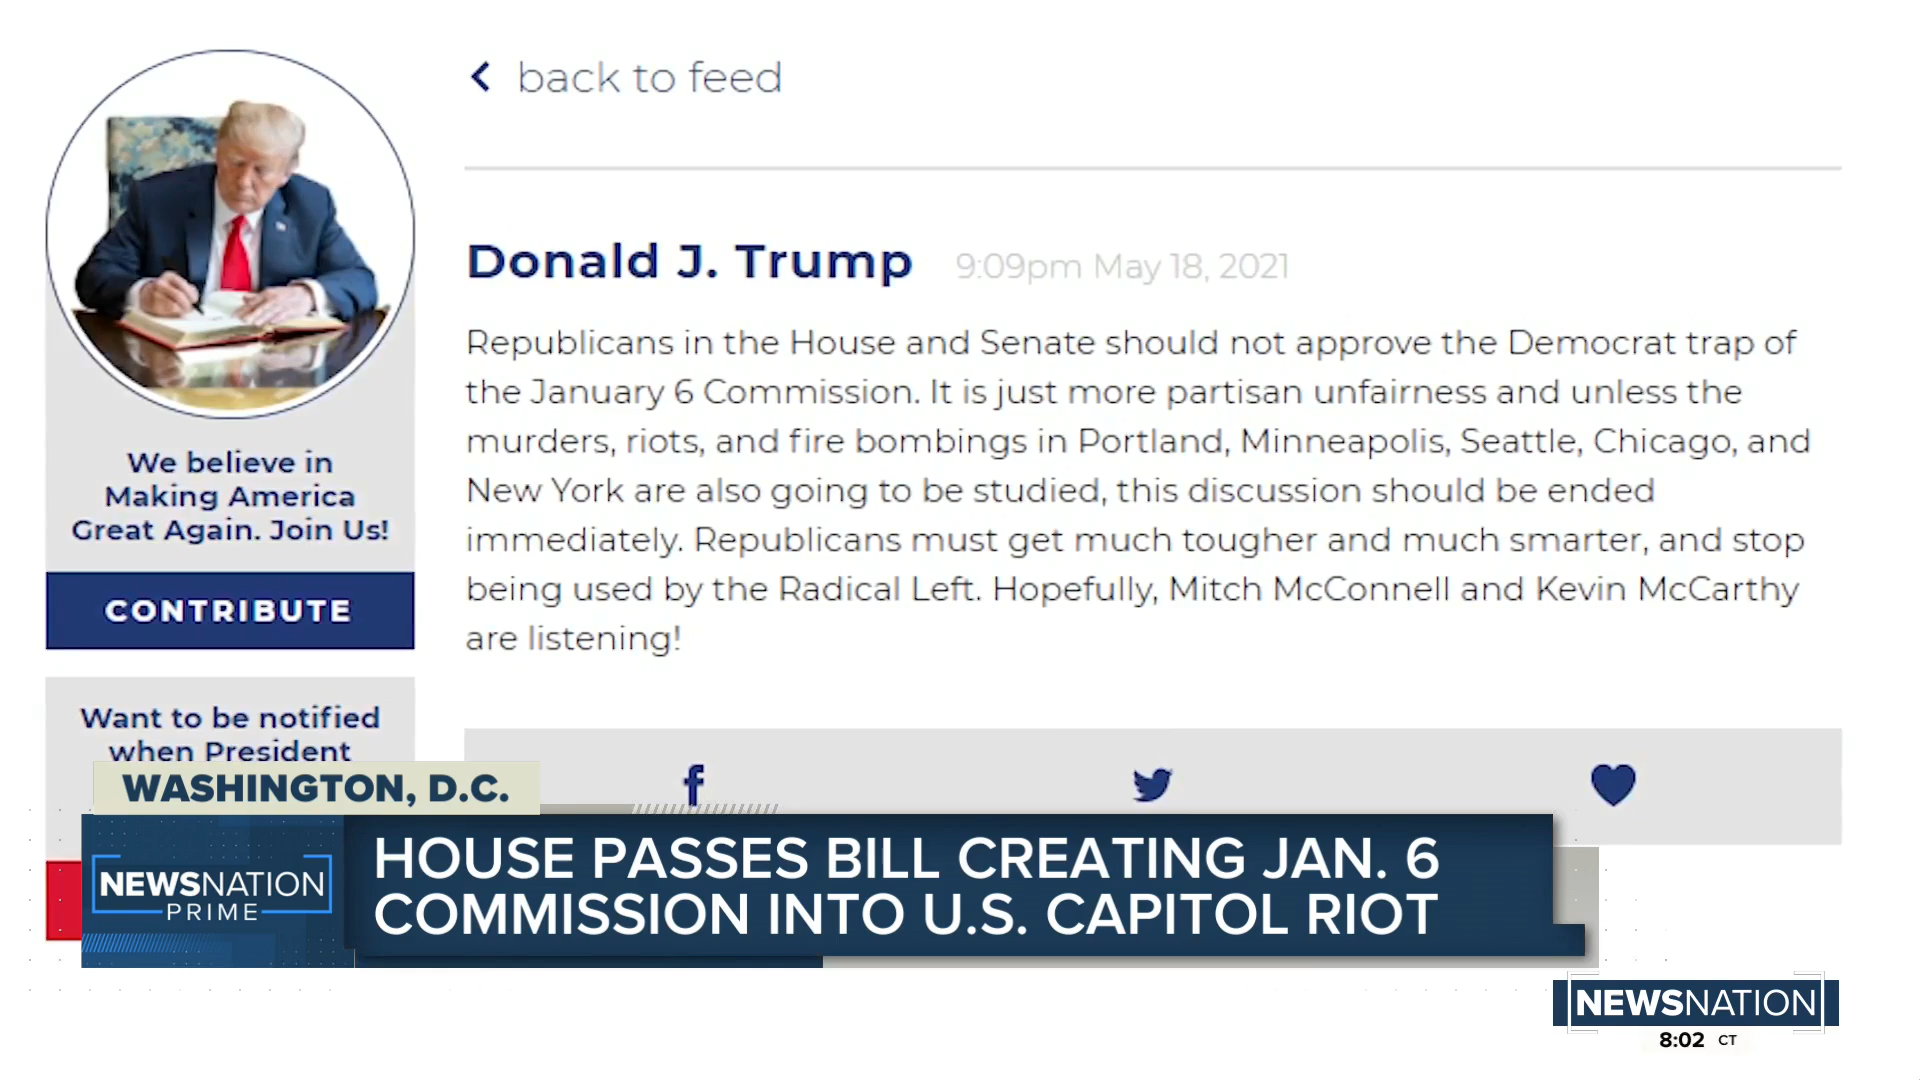 back to feed
Donald J. Trump 9:09pm May 18, 2021
Republicans in the House and Senate should not approve the Democrat trap of
the January 6 Commission. It is just more partisan unfairness and unless the
murders, riots, and fire bombings in Portland, Minneapolis, Seattle, Chicago, and
New York are also going to be studied, this discussion should be ended
immediately. Republicans must get much tougher and much smarter, and stop
being used by the Radical Left. Hopefully, Mitch McConnell and Kevin McCarthy
are listening!
We believe in
Making America
Great Again. Join Us!
CONTRIBUTE
Want to be notified
when President
WASHINGTON, D.C.
NEWSNATION
PRIME
HOUSE PASSES BILL CREATING JAN. 6
COMMISSION INTO U.S. CAPITOL RIOT
NEWSNATION
8:02 CT